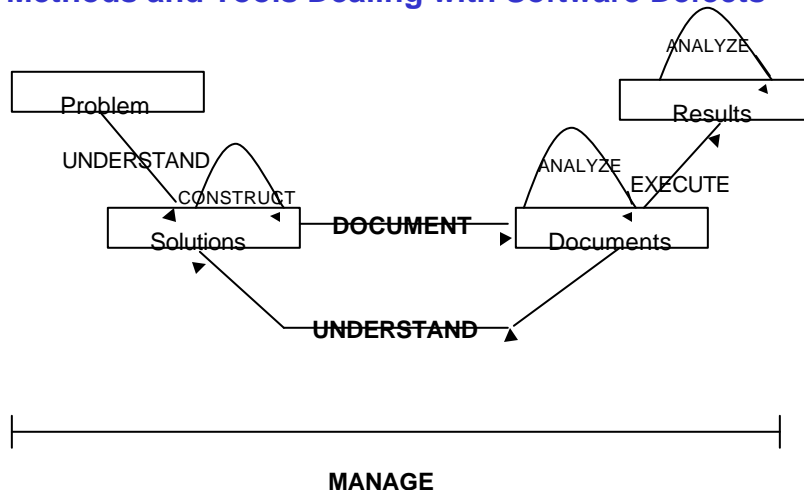 Methods and Tools Dealing with Software Defects
ANALYZE
Problem
Results
UNDERSTAND
ANALYZE
EXECUTE
CONSTRUCT
DOCUMENT
Solutions
Documents
UNDERSTAND
MANAGE